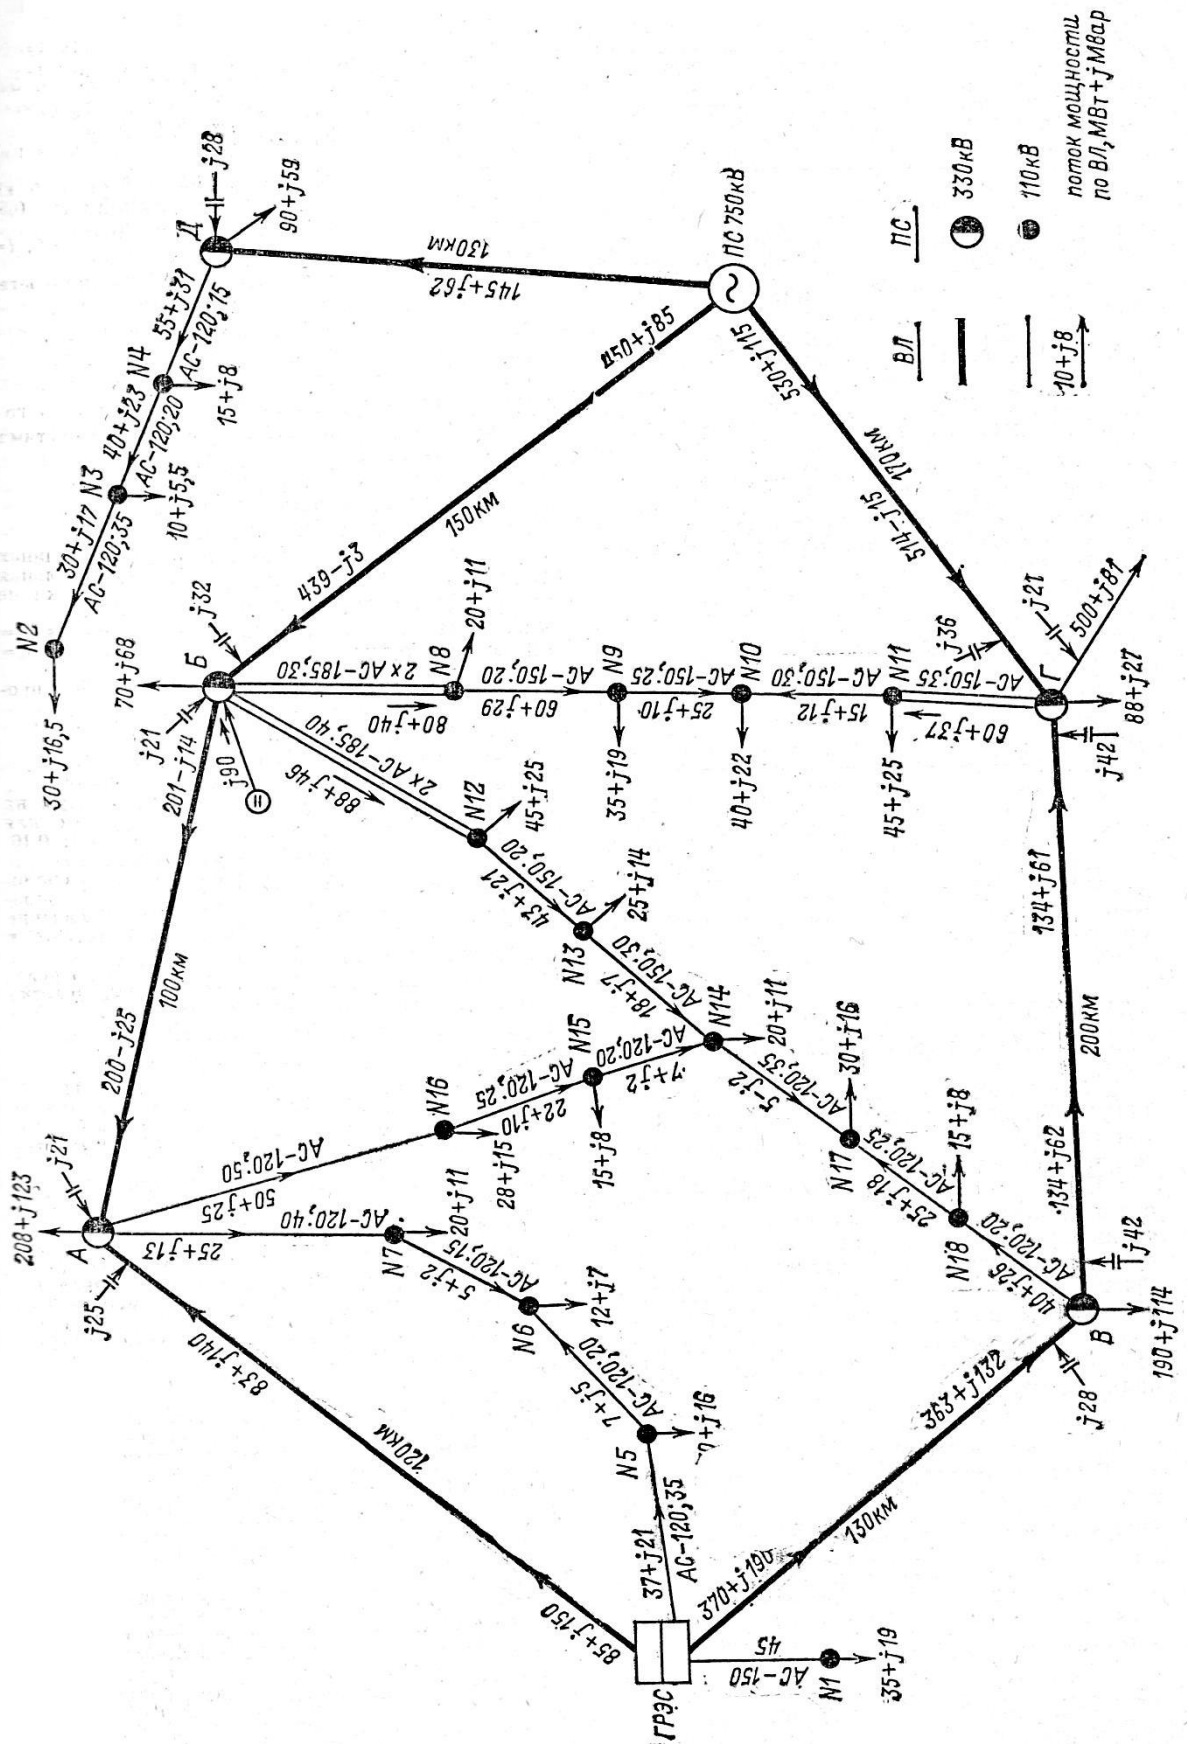 ГРЭС
АС-150
45
N1
35+j19
85+j150
120км
83+j140
37+j21
АС-120;35
N5
7+j5
АС-120;20
N6
12+j7
5+j2
АС-120;15
N7
20+j11
25+j13
АС-120;40
370+j190
130км
363+j132
j28
В
190+j114
j42
208+j123
А
j25
j21
200-j25
100км
201-j14
50+j25
АС-120;50
N16
28+j15
22+j10
АС-120;25
N15
15+j8
7+j2
АС-120;20
N14
20+j11
5-j2
АС-120;35
N17
30+j16
25+j18
АС-120;25
N18
15+j8
40+j26
АС-120;20
18+j7
АС-150;30
N13
25+j14
43+j21
АС-150;20
N12
45+j25
88+j46
2×АС-185;40
70+j68
Б
j21
j32
j90
80+j40
2×АС-185;30
N8
20+j11
60+j29
АС-150;20
N9
35+j19
25+j10
АС-150;25
N10
40+j22
15+j12
АС-150;30
N11
45+j25
60+j37
АС-150;35
134+j62
200км
134+j61
Г
j42
j36
j21
88+j27
500+j81
439-j3
150км
514-j15
170км
530+j115
ПС 750кВ
145+j62
130км
Д
j28
90+j59
55+j31
АС-120;15
N4
15+j8
40+j23
АС-120;20
N3
10+j5,5
30+j17
АС-120;35
N2
30+j16,5
ВЛ
ПС
330кВ
110кВ
10+j8
поток мощности
по ВЛ, МВт+jМвар